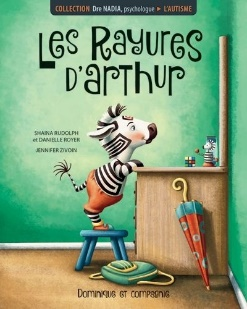 COLLECTION Dre NADIA, psychologue ► L'AUTISME
LES RAYURES
D'ARTHUR
SHAINA RUDOLPH
ET DANIELLE ROYER
JENNIFER ZIVOIN
DOMINIQUE ET COMPAGNIE